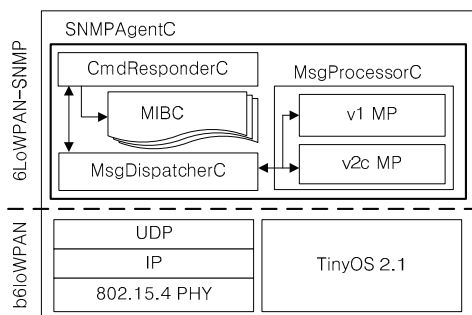 SNMPAgentC
CmdResponderC
MsgProcessorC
MIBC
v1 MP
MsgDispatcherC
v2c MP
6LoWPAN-SNMP
UDP
IP
802.15.4 PHY
TinyOS 2.1
b6loWPAN